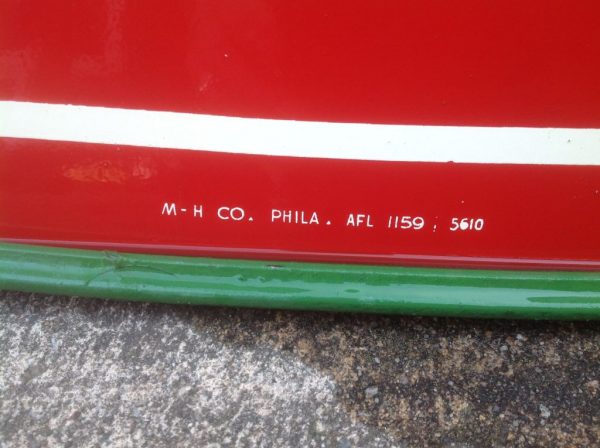 M-H CO. PHILA. AFL 1159; 5610